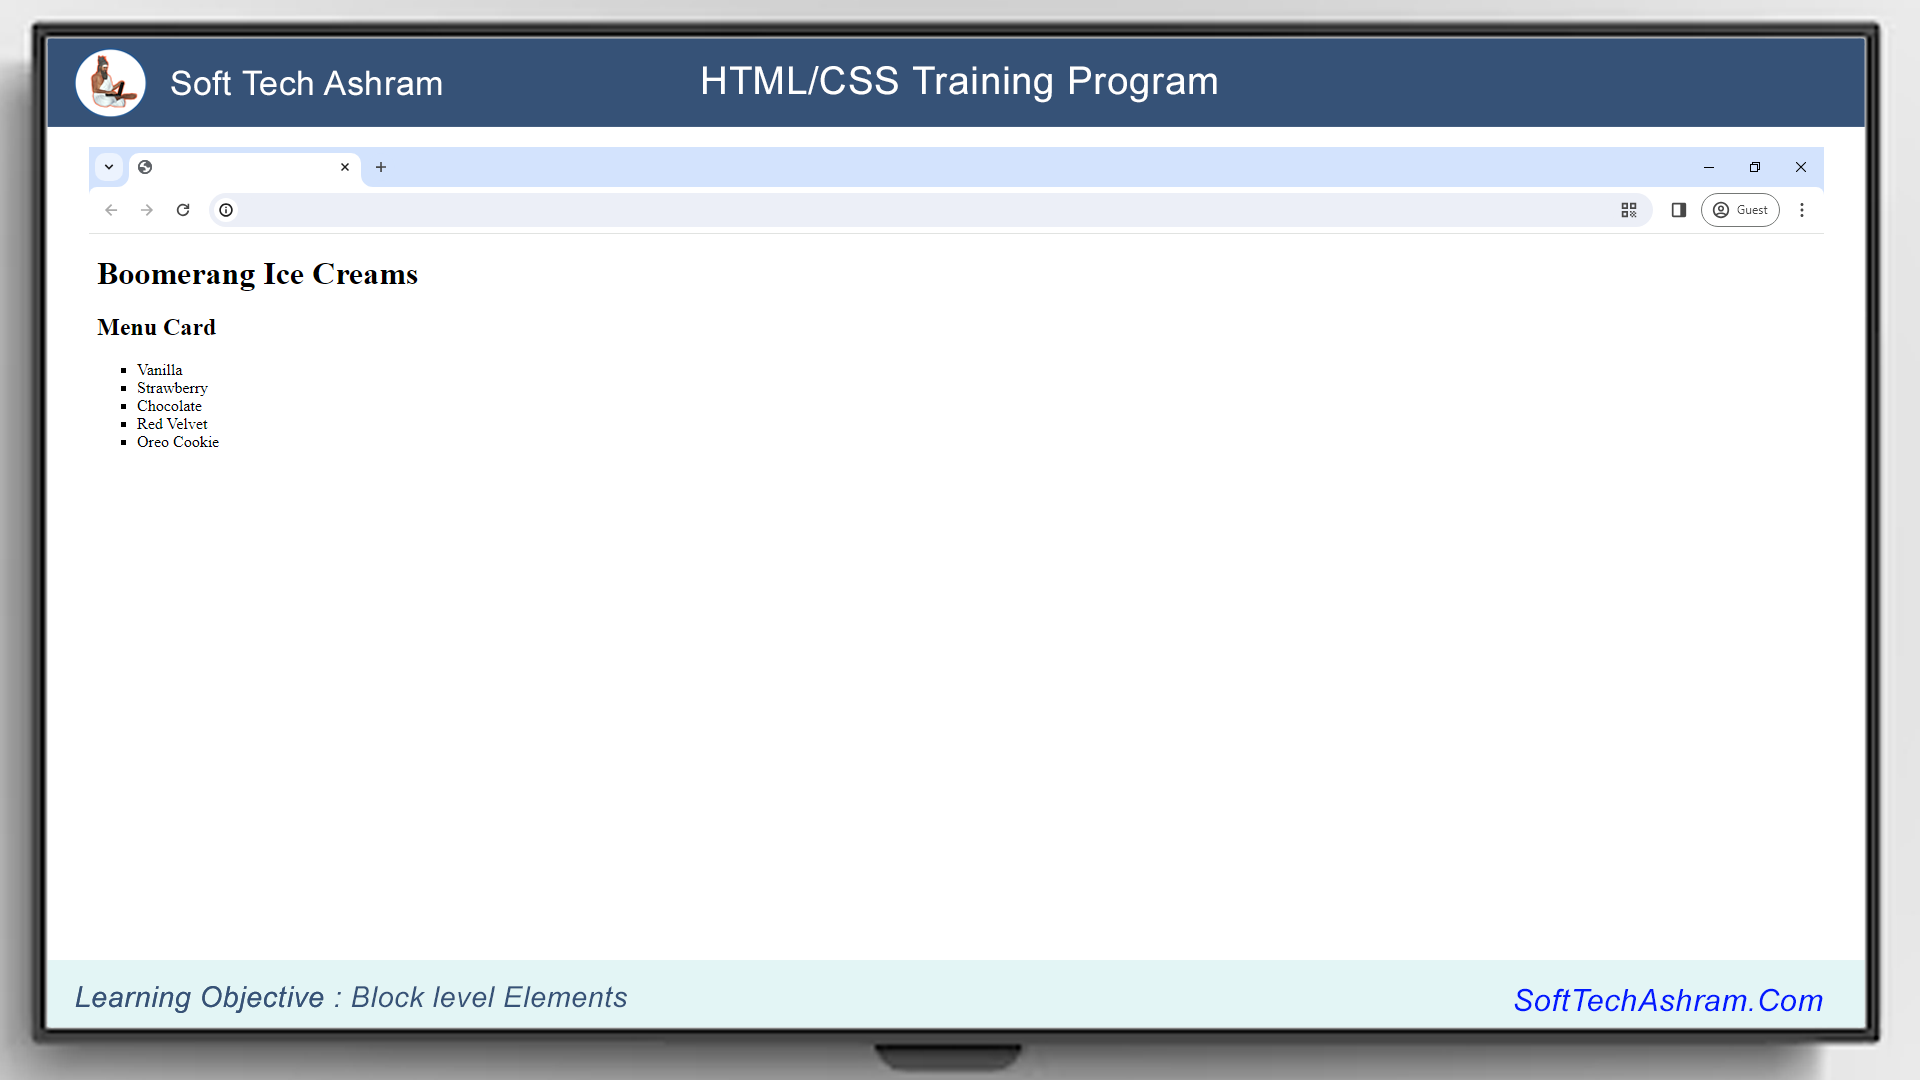 Soft Tech Ashram
HTML/CSS Training Program
Guest
Boomerang Ice Creams
Menu Card
Vanilla
Strawberry
Chocolate
Red Velvet
Oreo Cookie
Learning Objective : Block level Elements
SoftTechAshram.Com